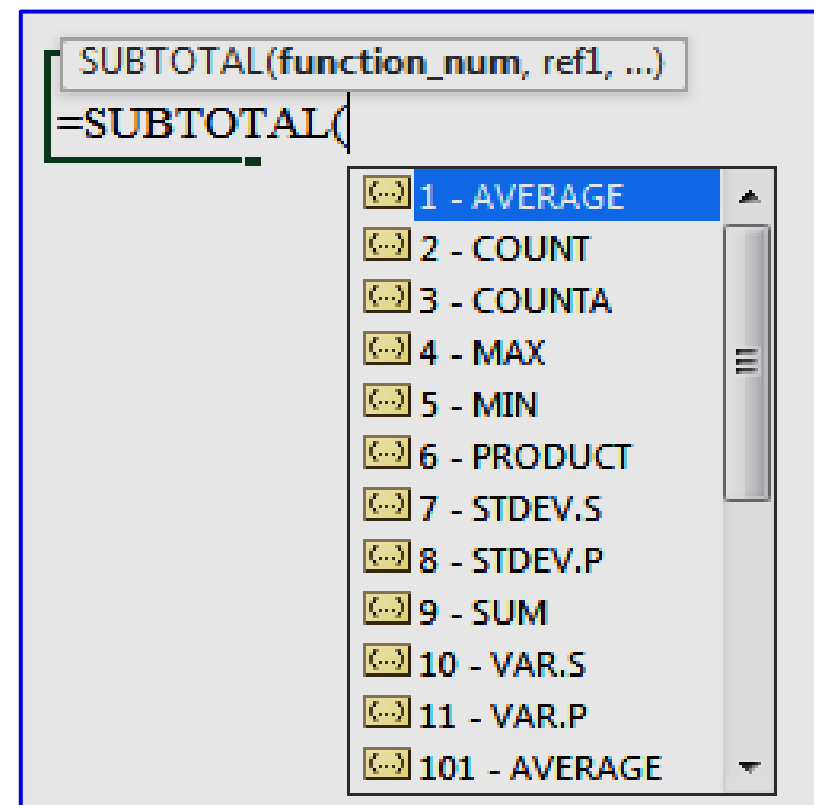 SUBTOTAL(function_num, ref1, ...)
=SUBTOTAL(
(...) 1 - AVERAGE
(...) 2 - COUNT
(...) 3 - COUNTA
(...) 4 - MAX
(...) 5 - MIN
(...) 6 - PRODUCT
(...) 7 - STDEV.S
(...) 8 - STDEV.P
(...) 9 - SUM
(...) 10 - VAR.S
(...) 11 - VAR.P
(...) 101 - AVERAGE